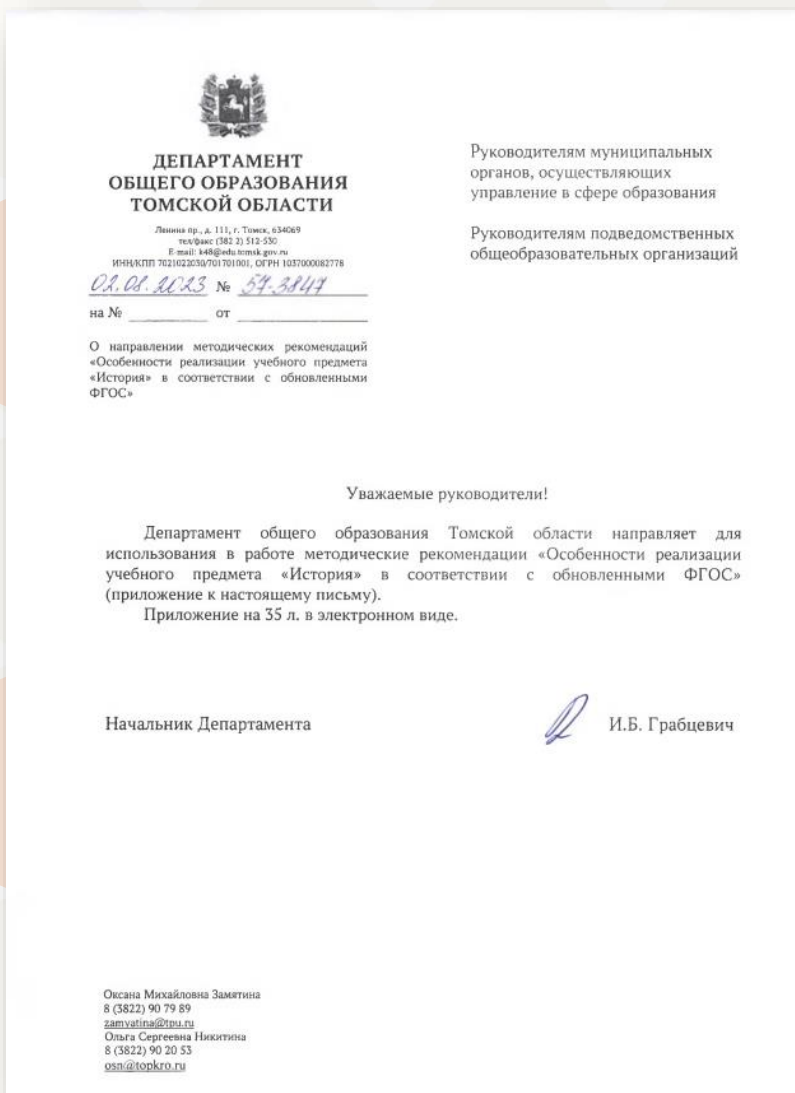 ДЕПАРТАМЕНТ
ОБЩЕГО ОБРАЗОВАНИЯ
ТОМСКОЙ ОБЛАСТИ
Ленина пр., д. 111, г. Томск, 634069
тел/факс (382 2) 512-530
E-mail: k48@edu.tomsk.gov.ru
ИНН/КПП 7021022030/701701001, ОГРН 1037000082778
02.08.2023 № 57-3847
на № ____________ от ____________
О направлении методических рекомендаций
«Особенности реализации учебного предмета
«История» в соответствии с обновленными
ФГОС»
Руководителям муниципальных
органов, осуществляющих
управление в сфере образования
Руководителям подведомственных
общеобразовательных организаций
Уважаемые руководители!
Департамент общего образования Томской области направляет для
использования в работе методические рекомендации «Особенности реализации
учебного предмета «История» в соответствии с обновленными ФГОС»
(приложение к настоящему письму).
Приложение на 35 л. в электронном виде.
Начальник Департамента
И.Б. Грабцевич
Оксана Михайловна Замятина
8 (3822) 90 79 89
zamyatina@tpu.ru
Ольга Сергеевна Никитина
8 (3822) 90 20 53
osn@topkro.ru